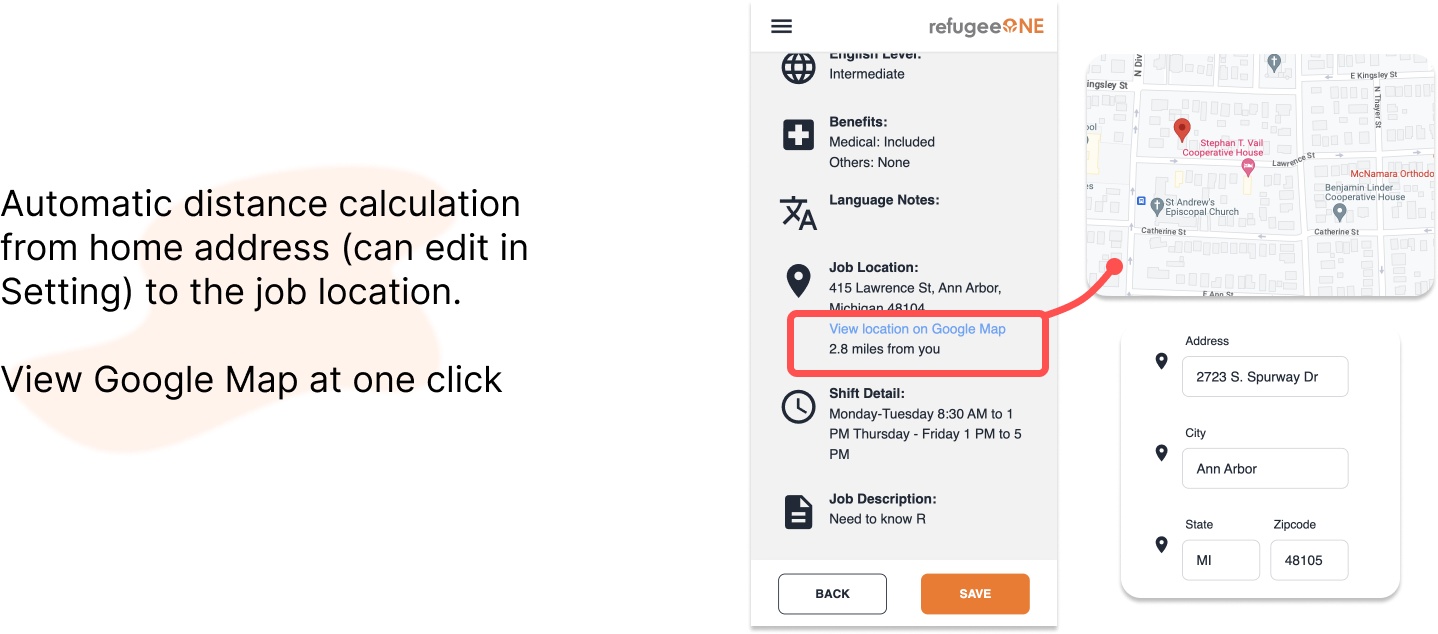 Automatic distance calculation
from home address (can edit in
Setting) to the job location.
View Google Map at one click
refugeeONE
English Level:
Intermediate
Benefits:
Medical: Included
Others: None
Language Notes:
Job Location:
415 Lawrence St, Ann Arbor,
Michigan 48104
View location on Google Map
2.8 miles from you
Shift Detail:
Monday-Tuesday 8:30 AM to 1
PM Thursday - Friday 1 PM to 5
PM
Job Description:
Need to know R
BACK
SAVE
N Div
E Kingsley St
ingsley St
N Thayer St
ool
Stephan T. Vail
Cooperative House
Lawrence St
McNamara Orthodo
es
Benjamin Linder
Cooperative House
St Andrew's
Episcopal Church
Catherine St
Catherine St
E Ann St
Address
2723 S. Spurway Dr
City
Ann Arbor
State
Zipcode
MI
48105